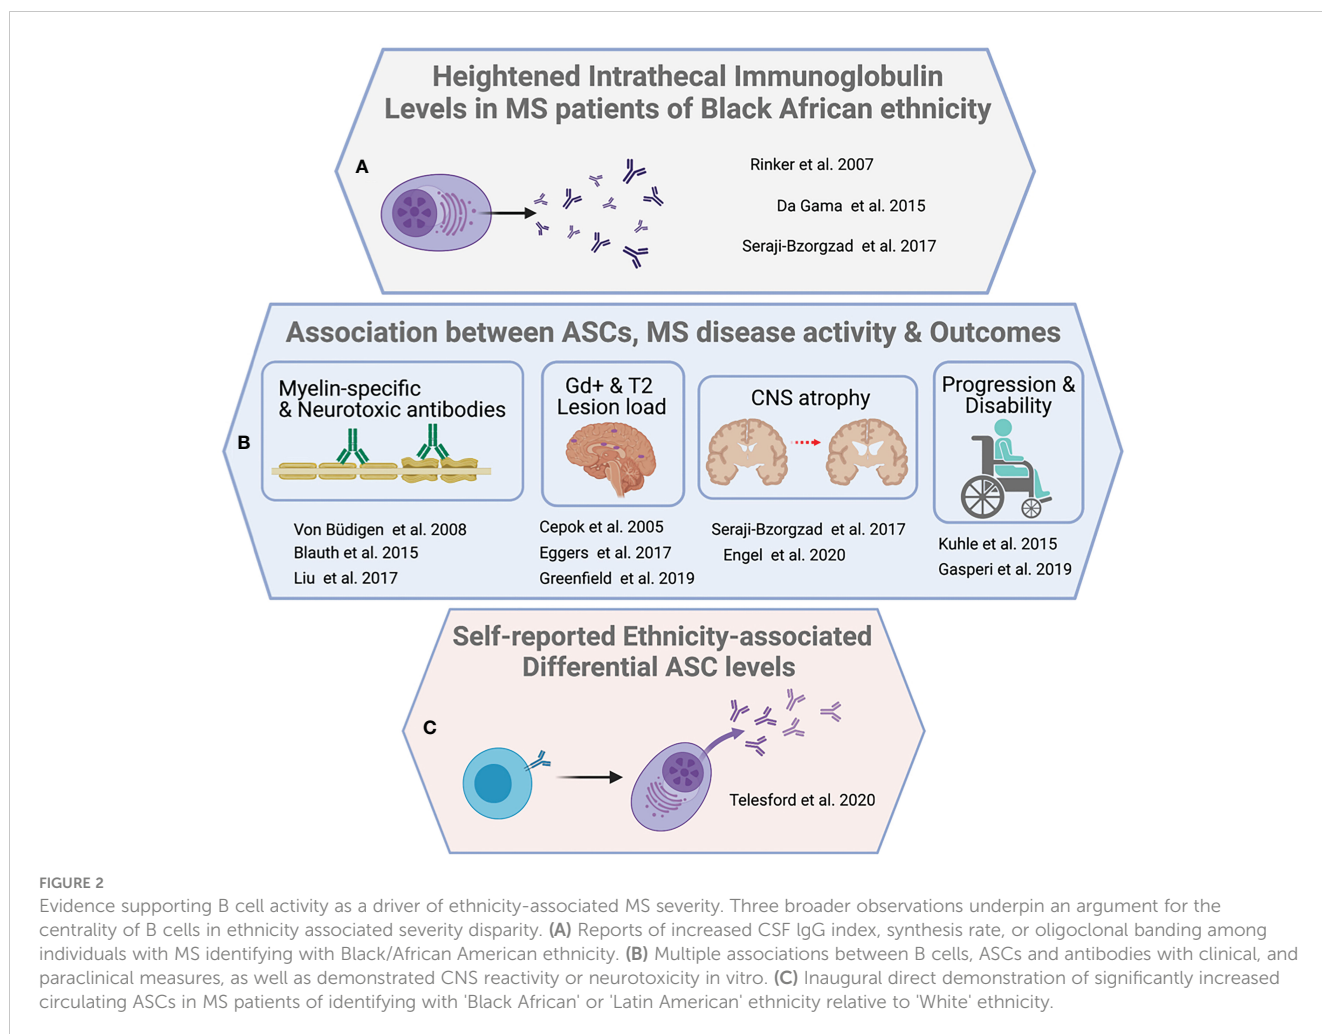 Heightened Intrathecal Immunoglobulin
Levels in MS patients of Black African ethnicity
A
Rinker et al. 2007
Da Gama et al. 2015
Seraji-Bzorgzad et al. 2017
Association between ASCs, MS disease activity & Outcomes
B
Myelin-specific
& Neurotoxic antibodies
Von Büdigen et al. 2008
Blauth et al. 2015
Liu et al. 2017
Gd+ & T2
Lesion load
Cepok et al. 2005
Eggers et al. 2017
Greenfield et al. 2019
CNS atrophy
Seraji-Bzorgzad et al. 2017
Engel et al. 2020
Progression &
Disability
Kuhle et al. 2015
Gasperi et al. 2019
Self-reported Ethnicity-associated
Differential ASC levels
C
Telesford et al. 2020
FIGURE 2
Evidence supporting B cell activity as a driver of ethnicity-associated MS severity. Three broader observations underpin an argument for the
centrality of B cells in ethnicity associated severity disparity. (A) Reports of increased CSF IgG index, synthesis rate, or oligoclonal banding among
individuals with MS identifying with Black/African American ethnicity. (B) Multiple associations between B cells, ASCs and antibodies with clinical, and
paraclinical measures, as well as demonstrated CNS reactivity or neurotoxicity in vitro. (C) Inaugural direct demonstration of significantly increased
circulating ASCs in MS patients of identifying with 'Black African' or 'Latin American' ethnicity relative to 'White' ethnicity.